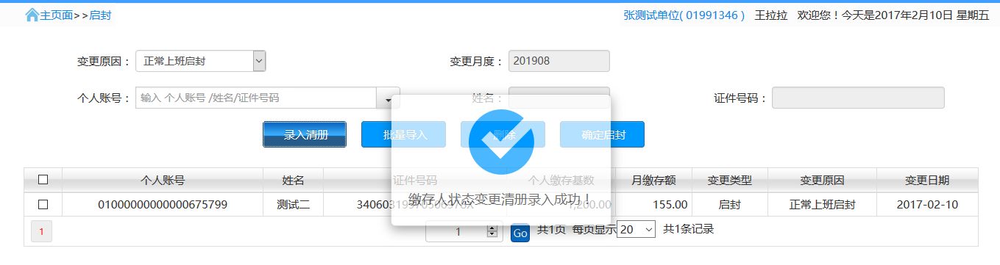 主页面>>启封
张测试单位( 01991346 ) 王拉拉 欢迎您！今天是2017年2月10日 星期五
变更原因： 正常上班启封 变更月度： 201908
个人账号： 输入 个人账号 /姓名/证件号码 姓名： 证件号码：
录入清册 批量导入 删除 确定启封
个人账号 姓名 证件号码 个人缴存基数 月缴存额 变更类型 变更原因 变更日期
缴存人状态变更清册录入成功！
01000000000000675799 测试二 155.00 启封 正常上班启封 2017-02-10
1 1 Go 共1页 每页显示 20 共1条记录